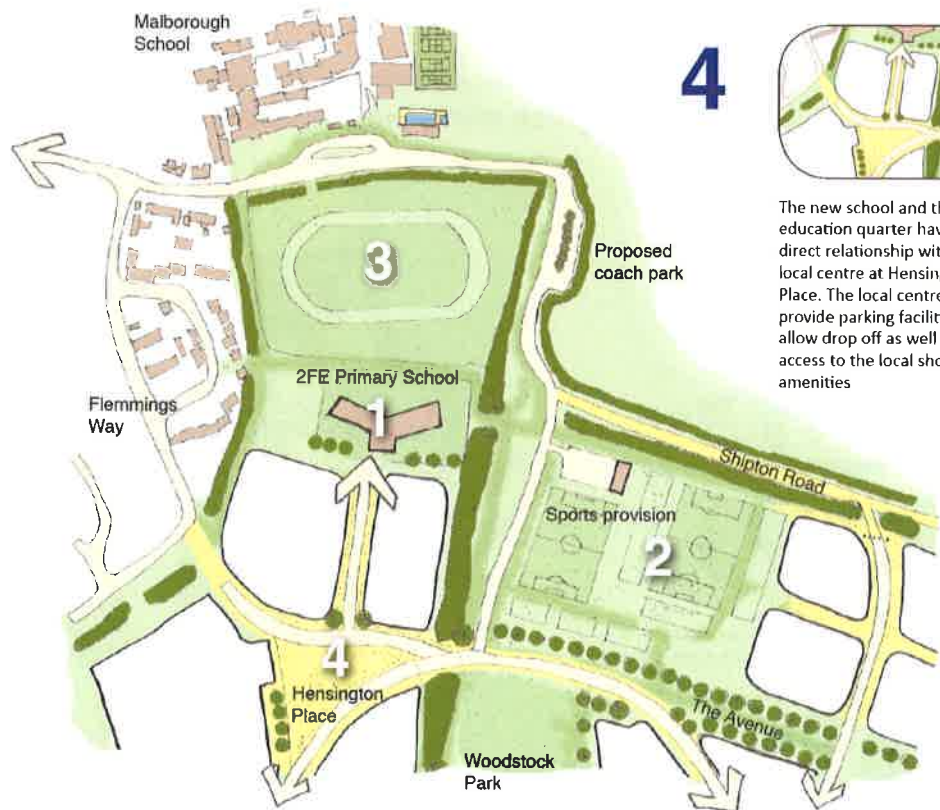 Malborough
School
4
The new school and th
education quarter hav
direct relationship wit
local centre at Hensin
Place. The local centre
provide parking facilit
allow drop off as well
access to the local sho
amenities
3
Proposed
coach park
2FE Primary School
1
Flemmings
Way
Shipton Road
Sports provision
2
4
Hensington
Place
The Avenue
Woodstock
Park